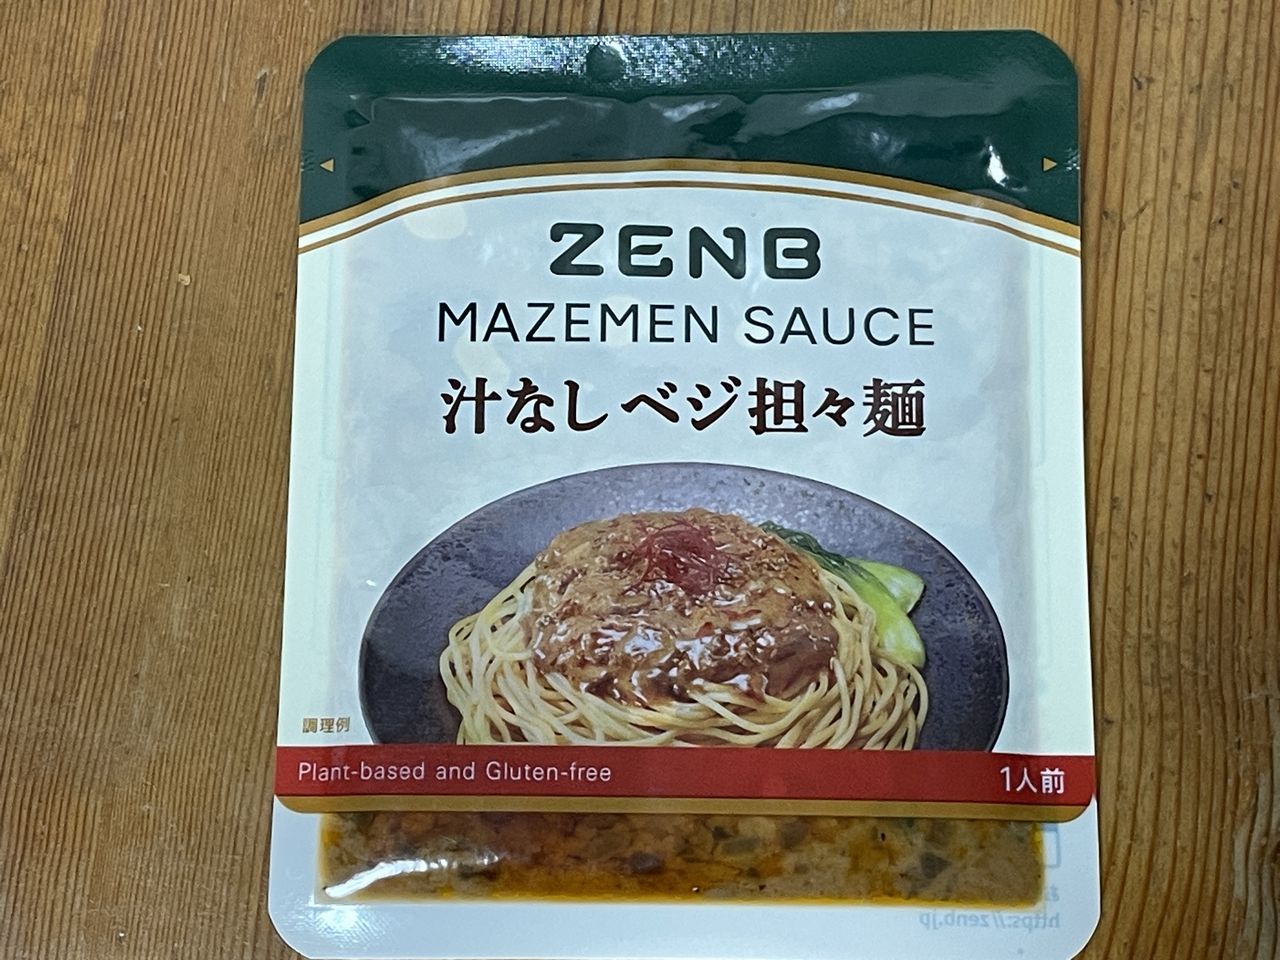 ZENB
MAZEMEN SAUCE
汁なしベジ担々麺
調理例
Plant-based and Gluten-free
1人前
https://zenb.jp